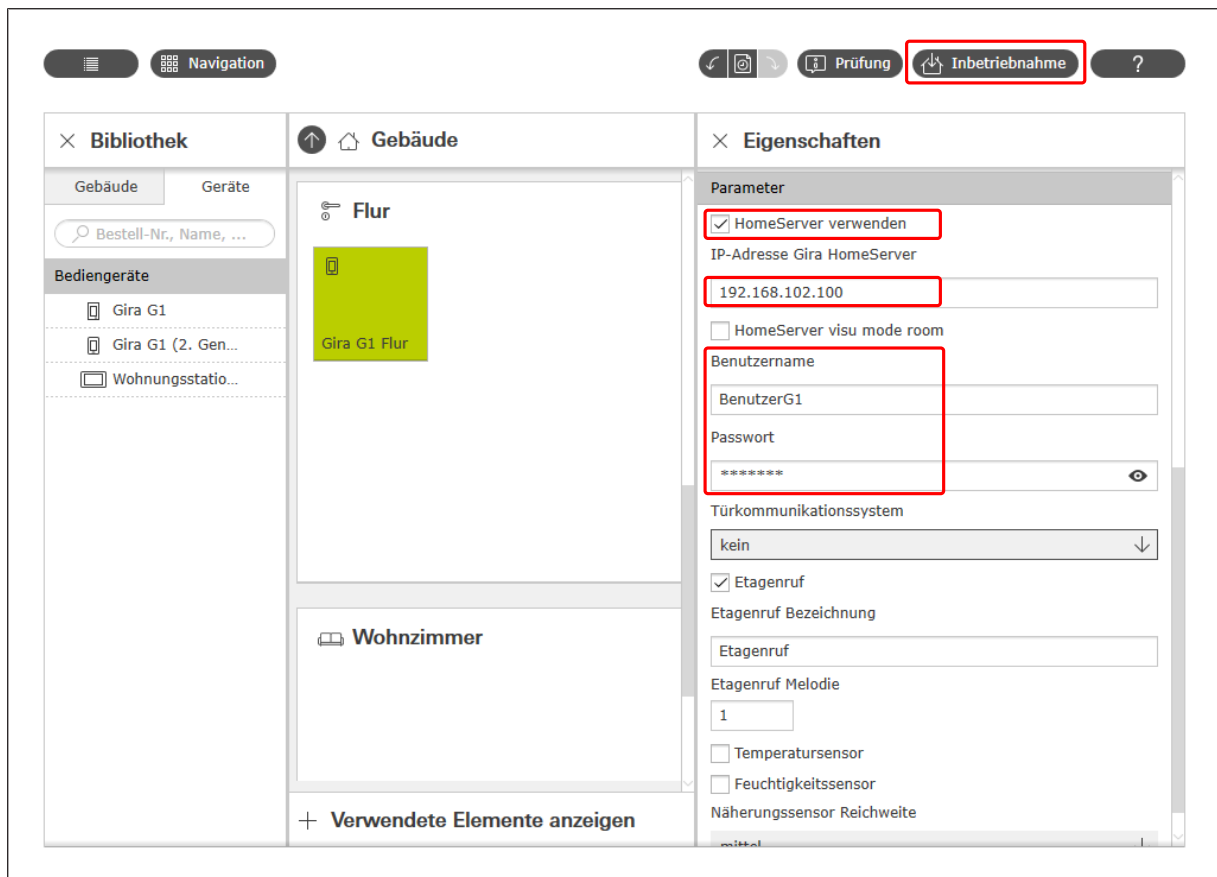 Navigation
Prüfung
Inbetriebnahme
?
Bibliothek
Gebäude
Geräte
Bestell-Nr., Name, ...
Bediengeräte
Gira G1
Gira G1 (2. Gen...
Wohnungsstatio...
Gebäude
Flur
Gira G1 Flur
Wohnzimmer
Verwendete Elemente anzeigen
Eigenschaften
Parameter
HomeServer verwenden
IP-Adresse Gira HomeServer
192.168.102.100
HomeServer visu mode room
Benutzername
BenutzerG1
Passwort
*******
Türkommunikationssystem
kein
Etagenruf
Etagenruf Bezeichnung
Etagenruf
Etagenruf Melodie
1
Temperatursensor
Feuchtigkeitssensor
Näherungssensor Reichweite
mittel